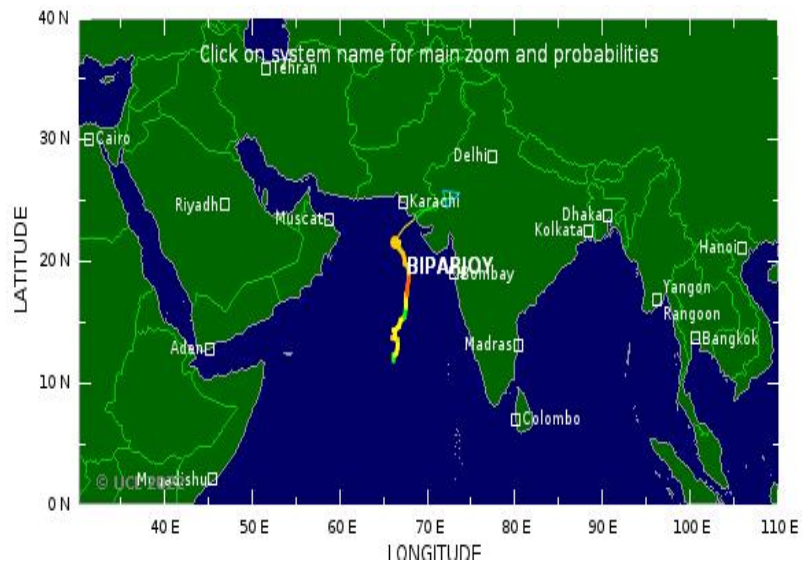 40 N
Click on system name for main zoom and probabilities
Tehran
30 N
Cairo
Delhi
Riyadh
Karachi
Muscat
Dhaka
Kolkata
Hanoi
20 N
BIPARJOY
Bombay
Yangon
Rangoon
Madras
Bangkok
Aden
10 N
Colombo
Mogadishu
© UCL
0 N
40 E
50 E
60 E
70 E
80 E
90 E
100 E
110 E
LONGITUDE
LATITUDE